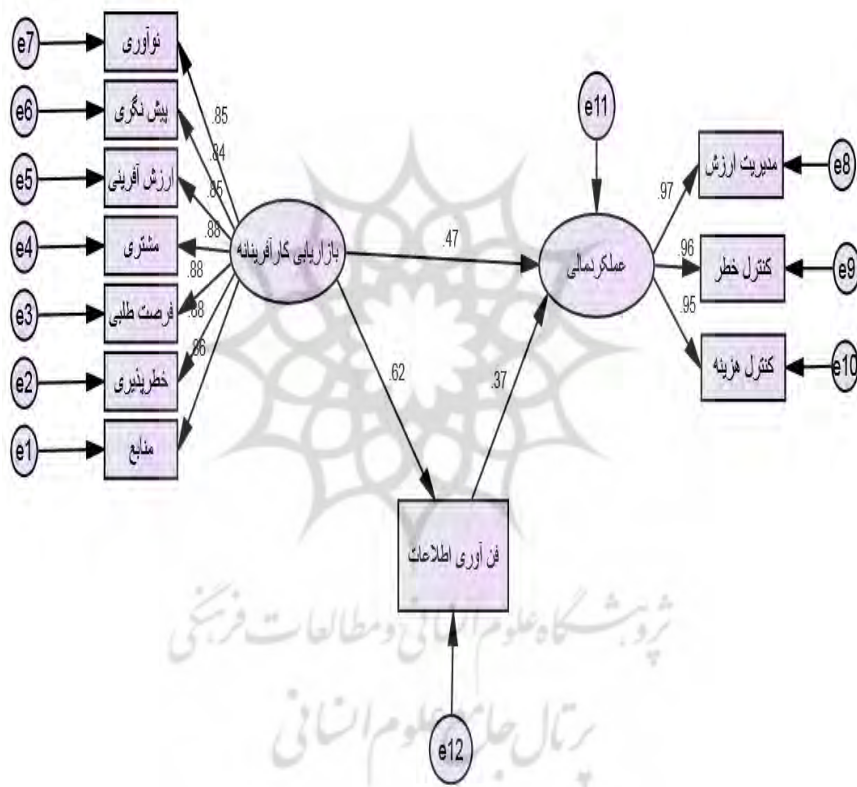 e7
نوآوری
.85
e6
پیش نگری
.84
e5
ارزش آفرینی
.85
e4
مشتری
.88
e3
فرصت طلبی
.88
e2
خطرپذیری
.88
e1
منابع
.86
بازاریابی کارآفرینانه
.47
.62
e11
عملکردمالی
.37
.97
مدیریت ارزش
e8
.96
کنترل خطر
e9
.95
کنترل هزینه
e10
فن آوری اطلاعات
e12
پژوهشگاه علوم انسانی و مطالعات فرهنگی
پرتال جامع علوم انسانی